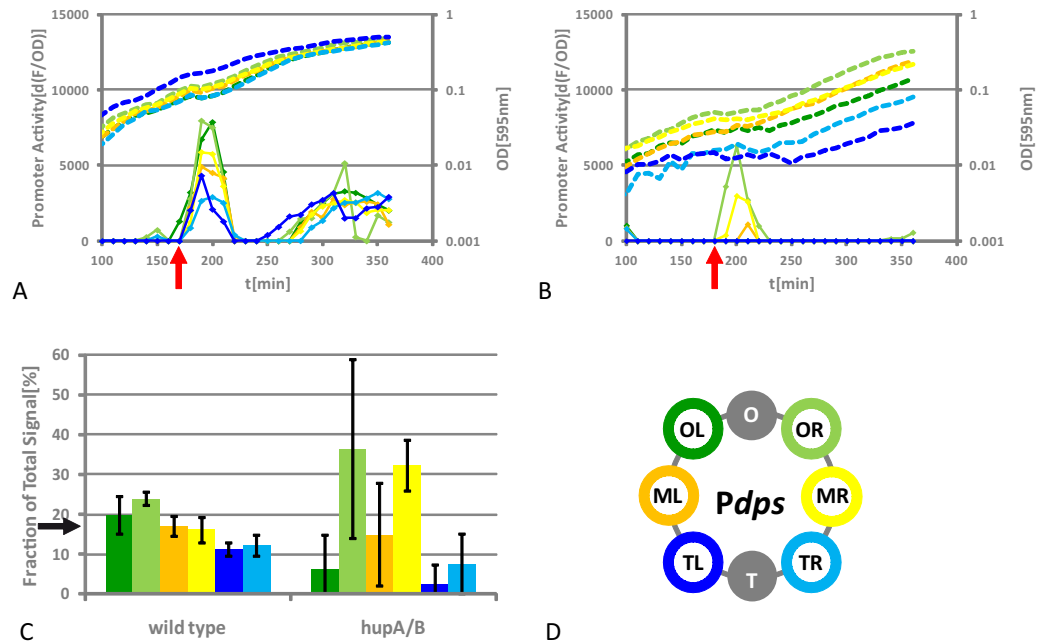 Promoter Activity[d(F/OD)]
15000
10000
5000
0
100 150 200 250 300 350 400
t[min]
1
0.1
0.01
0.001
OD[595nm]
A
Promoter Activity[d(F/OD)]
15000
10000
5000
0
100 150 200 250 300 350 400
t[min]
1
0.1
0.01
0.001
OD[595nm]
B
Fraction of Total Signal[%]
60
50
40
30
20
10
0
wild type hupA/B
C
O
OL OR
ML Pdps MR
TL TR
T
D